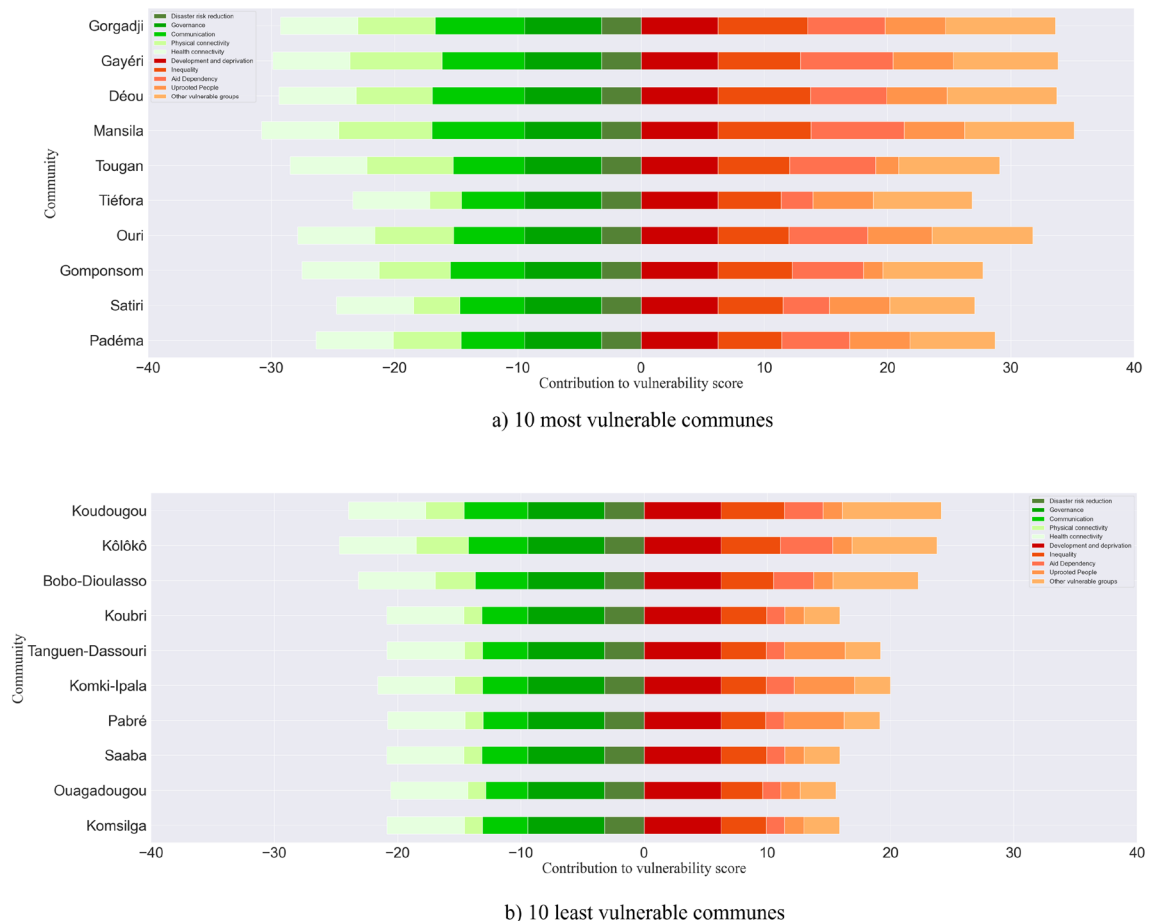 Disaster risk reduction
Governance
Communication
Physical connectivity
Health connectivity
Development and deprivation
Inequality
Aid Dependency
Uprooted People
Other vulnerable groups
Community
Gorgadji
Gayéri
Déou
Mansila
Tougan
Tiéfora
Ouri
Gomponsom
Satiri
Padéma
−40 −30 −20 −10 0 10 20 30 40
Contribution to vulnerability score
a) 10 most vulnerable communes
Disaster risk reduction
Governance
Communication
Physical connectivity
Health connectivity
Development and deprivation
Inequality
Aid Dependency
Uprooted People
Other vulnerable groups
Community
Koudougou
Kôlôkô
Bobo-Dioulasso
Koubri
Tanguen-Dassouri
Komki-Ipala
Pabré
Saaba
Ouagadougou
Komsilga
−40 −30 −20 −10 0 10 20 30 40
Contribution to vulnerability score
b) 10 least vulnerable communes